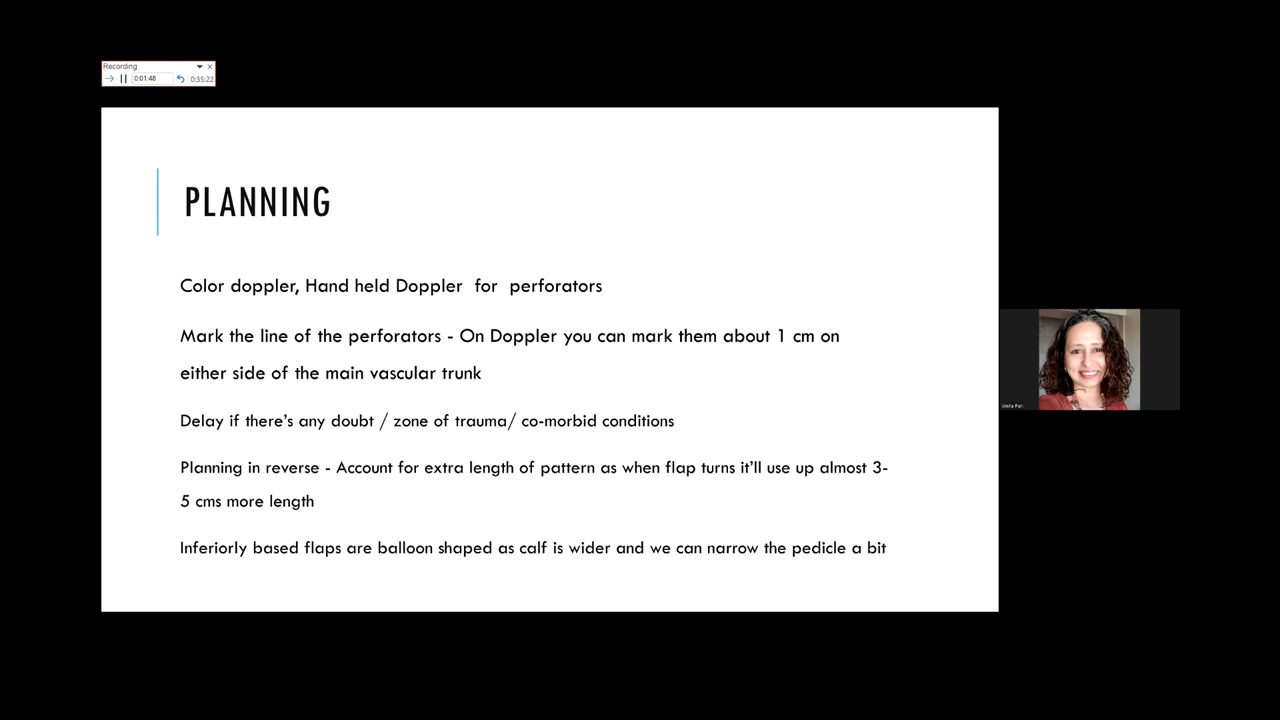 Recording
0:01:48
0:35:22
PLANNING
Color doppler, Hand held Doppler for perforators
Mark the line of the perforators - On Doppler you can mark them about 1 cm on
either side of the main vascular trunk
Delay if there's any doubt / zone of trauma/ co-morbid conditions
Planning in reverse - Account for extra length of pattern as when flap turns it'll use up almost 3-
5 cms more length
Inferiorly based flaps are balloon shaped as calf is wider and we can narrow the pedicle a bit